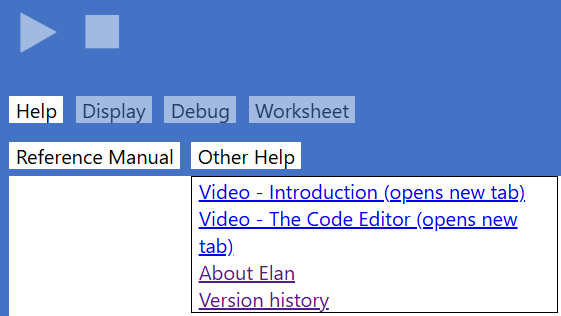 Help Display Debug Worksheet
Reference Manual Other Help
Video - Introduction (opens new tab)
Video - The Code Editor (opens new
tab)
About Elan
Version history